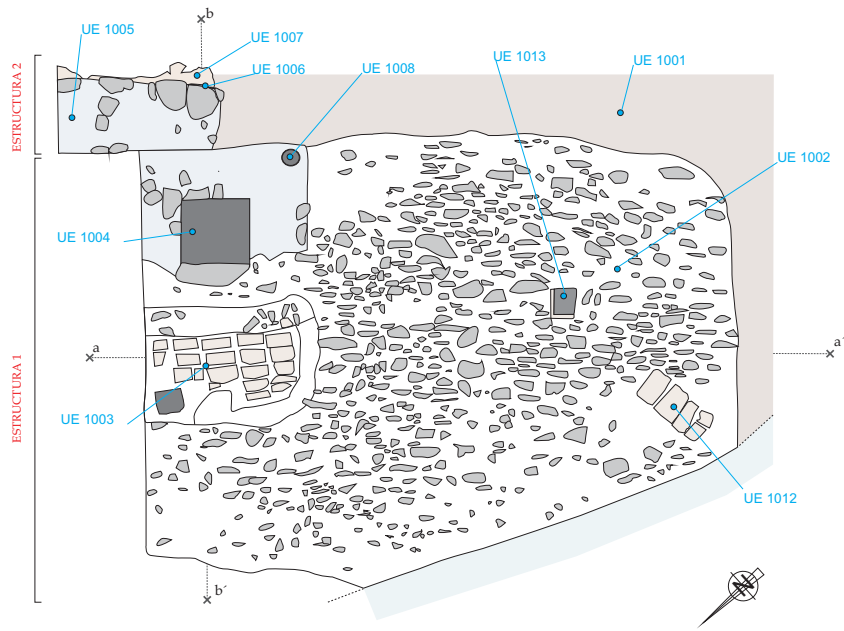 b
UE 1005
UE 1007
UE 1006
UE 1008
UE 1013
UE 1001
ESTRUCTURA 2
UE 1002
UE 1004
a
a´
ESTRUCTURA 1
UE 1003
UE 1012
b´
N